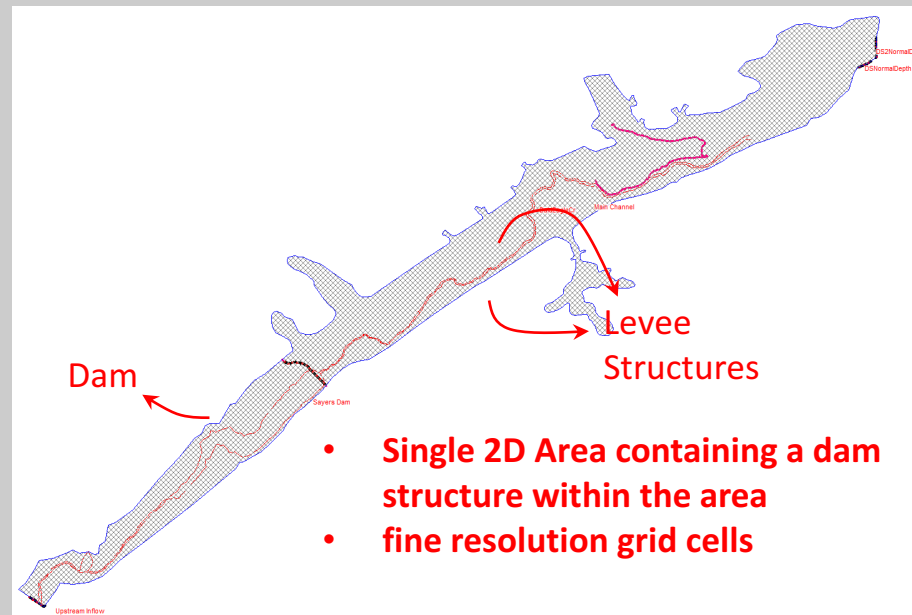 DS2NormalD
DSNormalDepth
Main Channel
Levee
Structures
Dam
Sayers Dam
• Single 2D Area containing a dam
structure within the area
• fine resolution grid cells
Upstream Inflow